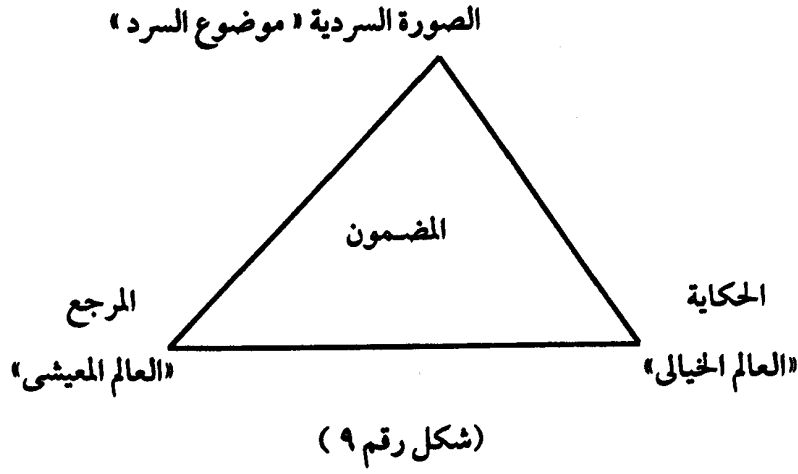 الصورة السردية « موضوع السرد »
المضمون
الحكاية
«العالم الخيالى»
المرجع
«العالم المعيشى»
(شكل رقم ٩ )